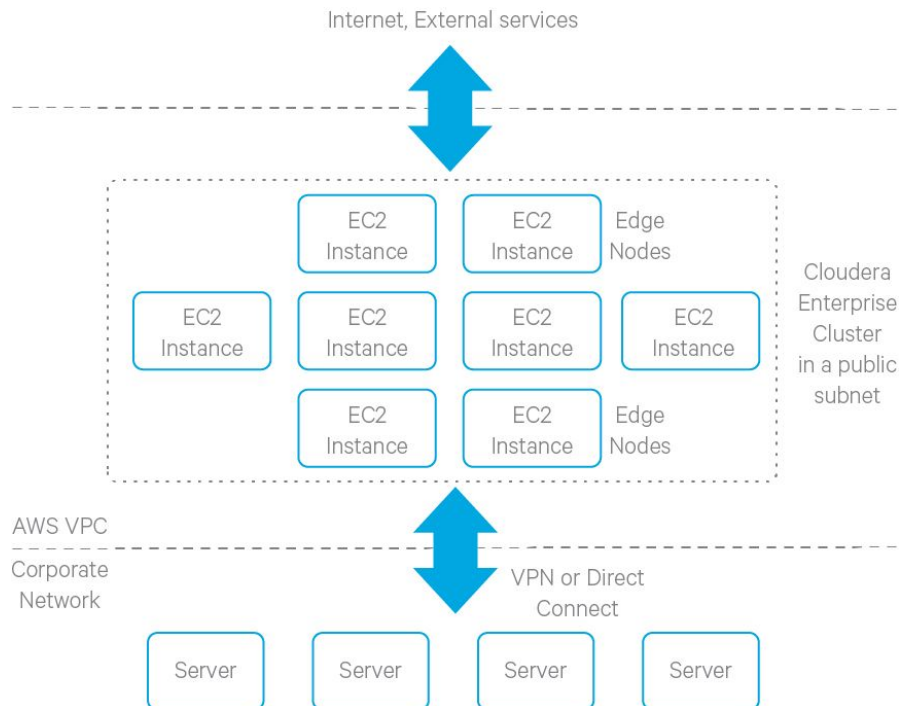 Internet, External services
EC2
Instance
EC2
Instance
Edge
Nodes
EC2
Instance
EC2
Instance
EC2
Instance
EC2
Instance
Cloudera
Enterprise
Cluster
in a public
subnet
EC2
Instance
EC2
Instance
Edge
Nodes
AWS VPC
Corporate
Network
VPN or Direct
Connect
Server
Server
Server
Server